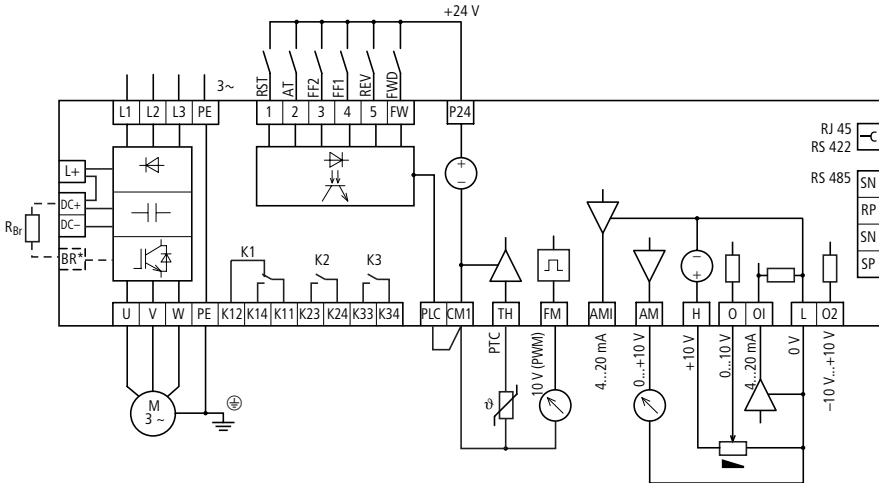 +24 V
RST AT FF2 FF1 REV FWD
3~
L1 L2 L3 PE
1 2 3 4 5 FW
P24
RJ 45
RS 422
RS 485
SN
RP
SN
SP
L+
DC+
DC−
RBr
BR*
K1
K2
K3
U V W PE K12 K14 K11 K23 K24 K33 K34
PLC CM1 TH FM AMI AM H O OI L O2
PTC
10 V (PWM)
4...20 mA
0...+10 V
+10 V
0...10 V
4...20 mA
0 V
−10 V...+10 V
ϑ
M
3 ~